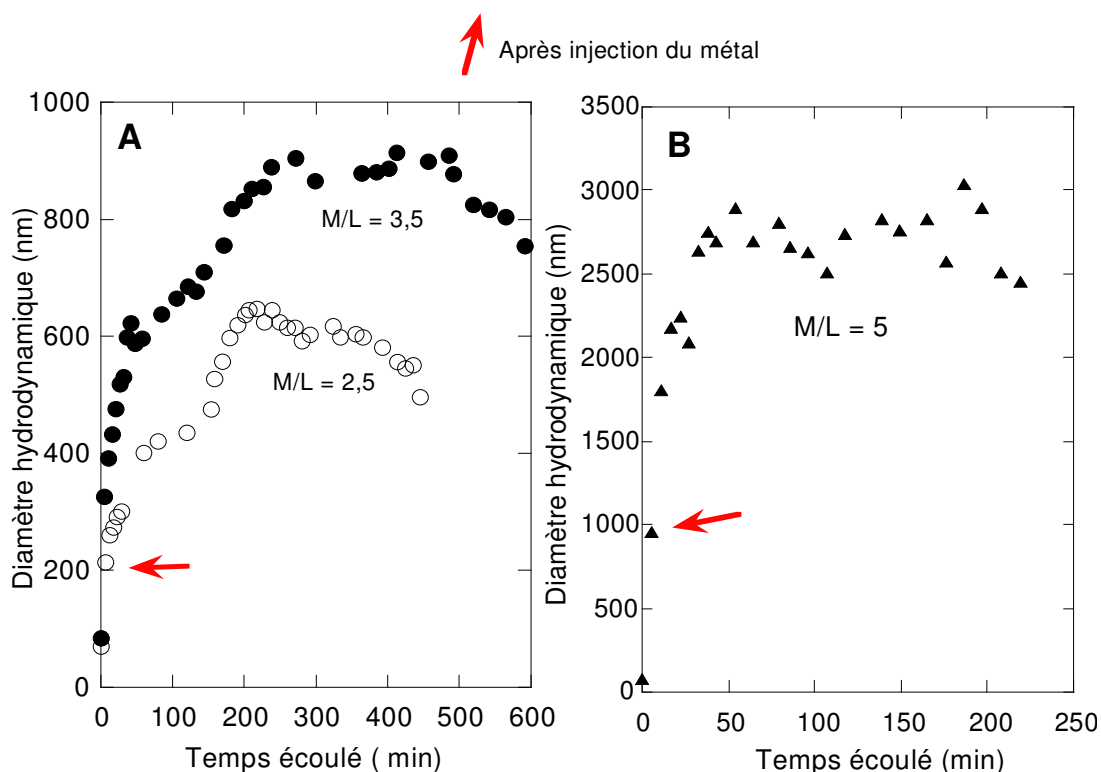 Après injection du métal
A
Diamètre hydrodynamique (nm)
1000
800
600
400
200
0
M/L = 3,5
M/L = 2,5
0 100 200 300 400 500 600
Temps écoulé ( min)
B
Diamètre hydrodynamique (nm)
3500
3000
2500
2000
1500
1000
500
0
M/L = 5
0 50 100 150 200 250
Temps écoulé (min)